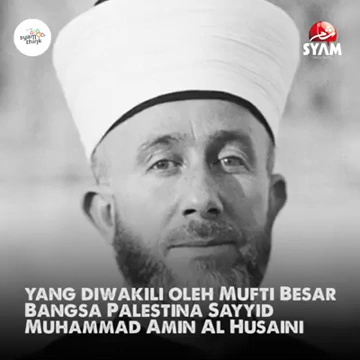 SYAM
YANG DIWAKILI OLEH MUFTI BESAR
BANGSA PALESTINA SAYYID
MUHAMMAD AMIN AL HUSAINI